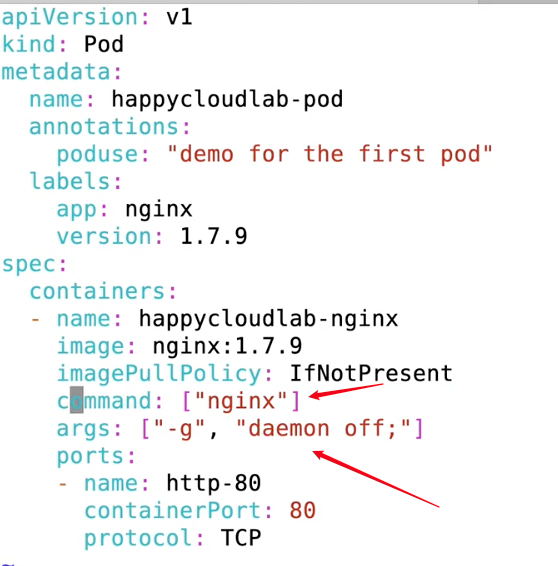 apiVersion: v1
kind: Pod
metadata:
  name: happycloudlab-pod
  annotations:
    poduse: "demo for the first pod"
  labels:
    app: nginx
    version: 1.7.9
spec:
  containers:
  - name: happycloudlab-nginx
    image: nginx:1.7.9
    imagePullPolicy: IfNotPresent
    command: ["nginx"]
    args: ["-g", "daemon off;"]
    ports:
    - name: http-80
      containerPort: 80
      protocol: TCP
~